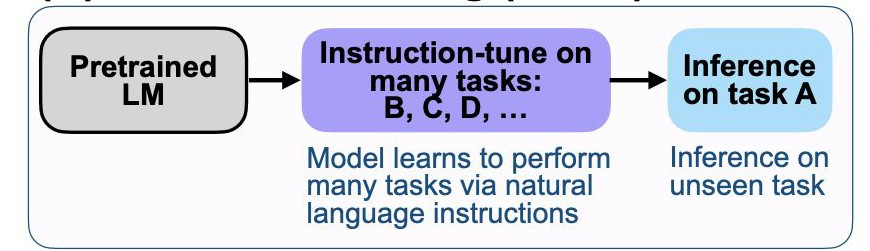 Pretrained
LM
Instruction-tune on
many tasks:
B, C, D, …
Inference
on task A
Model learns to perform
many tasks via natural
language instructions
Inference on
unseen task